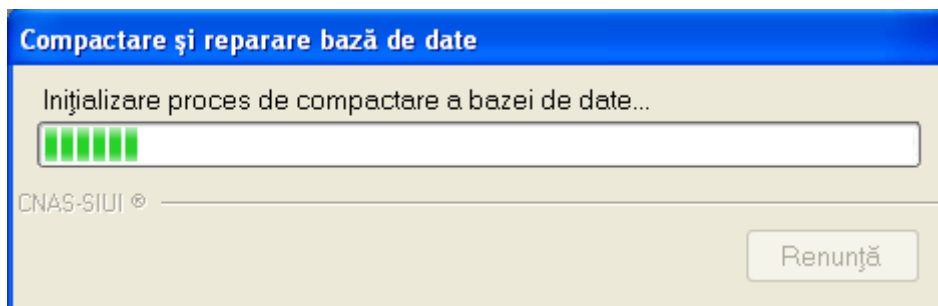 Compactare şi reparare bază de date
Iniţializare proces de compactare a bazei de date...
CNAS-SIUI ®
Renunţă